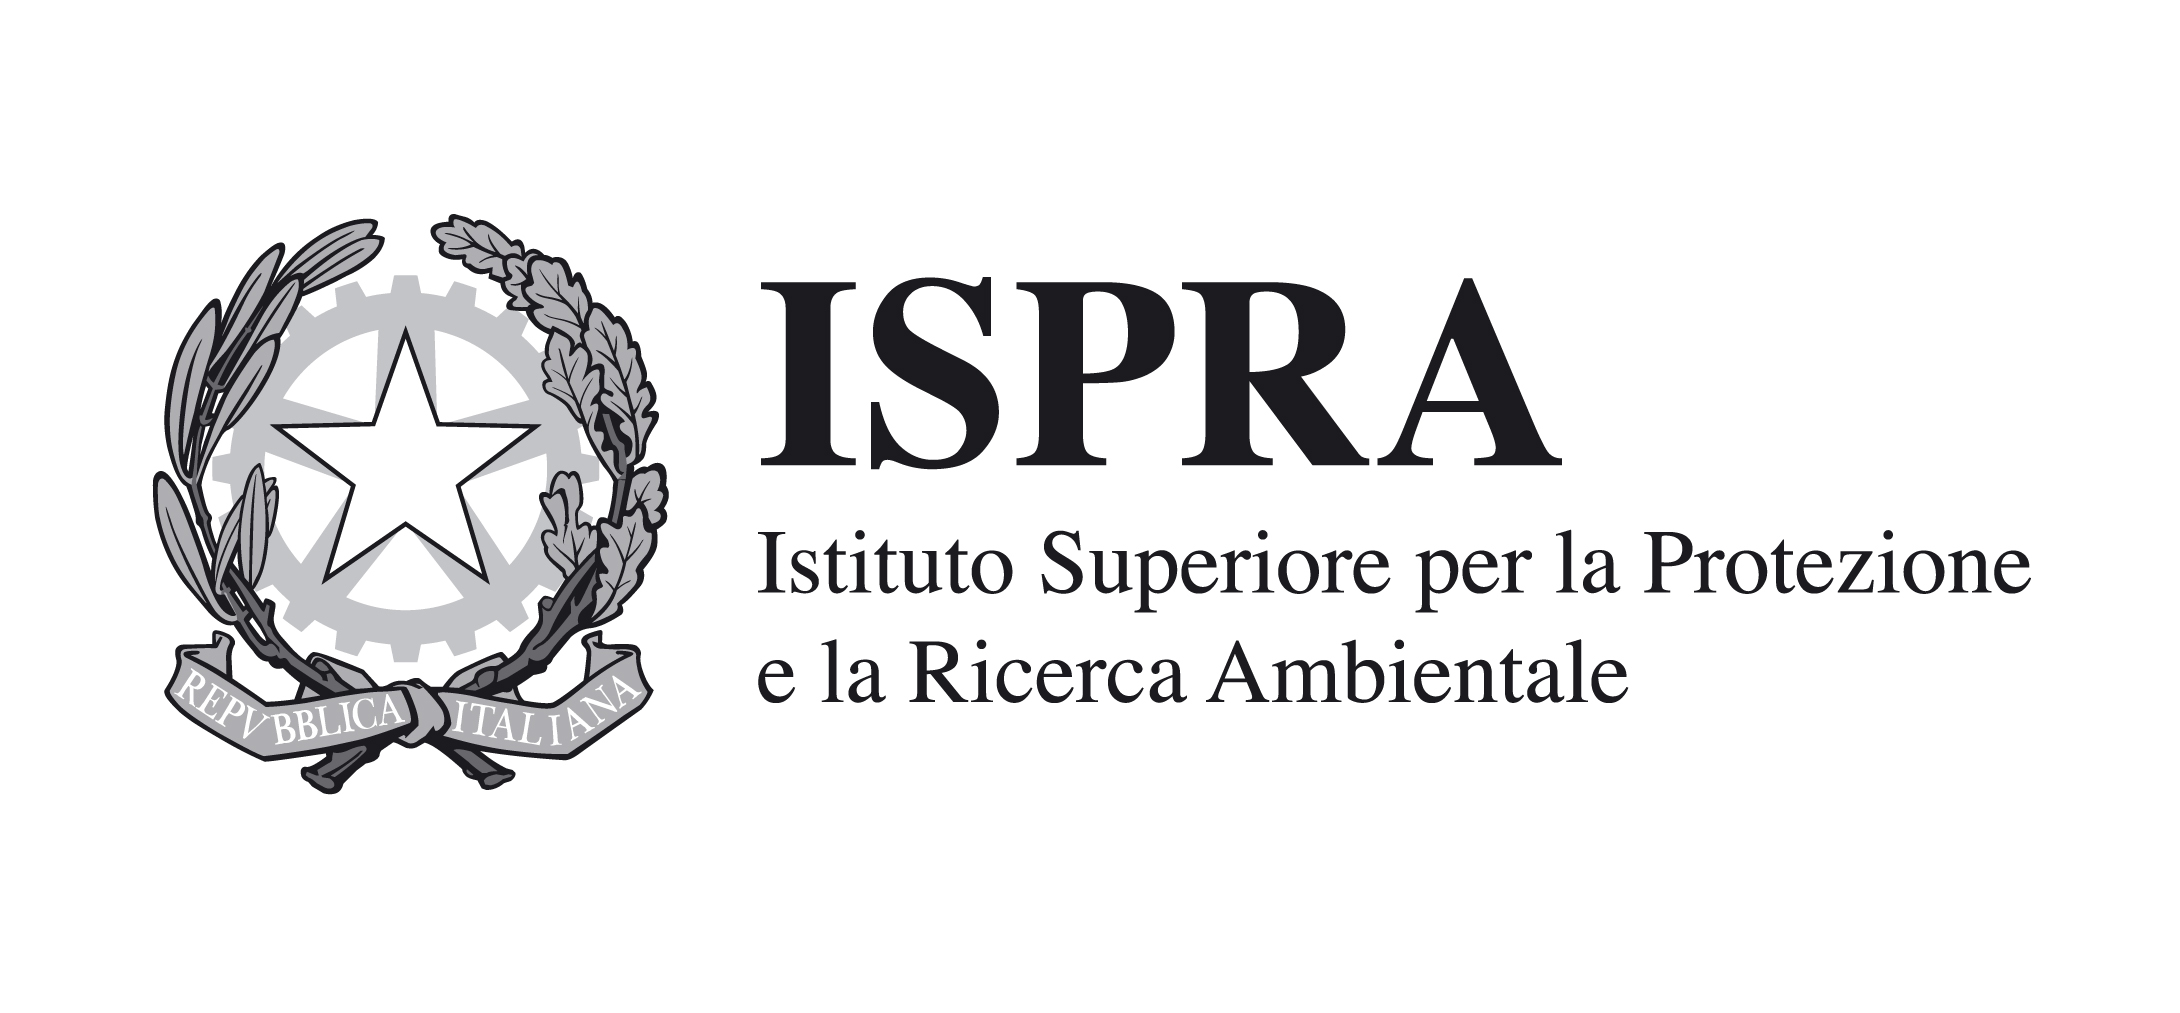 ISPRA
Istituto Superiore per la Protezione
e la Ricerca Ambientale
REPVBBLICA ITALIANA